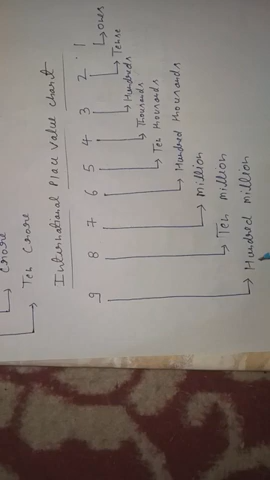 Crore
Ten Crore
International Place value chart
9 8 7 6 5 4 3 2 1
ones
Tens
Hundreds
Thousands
Ten thousands
Hundred thousands
million
Ten million
Hundred million